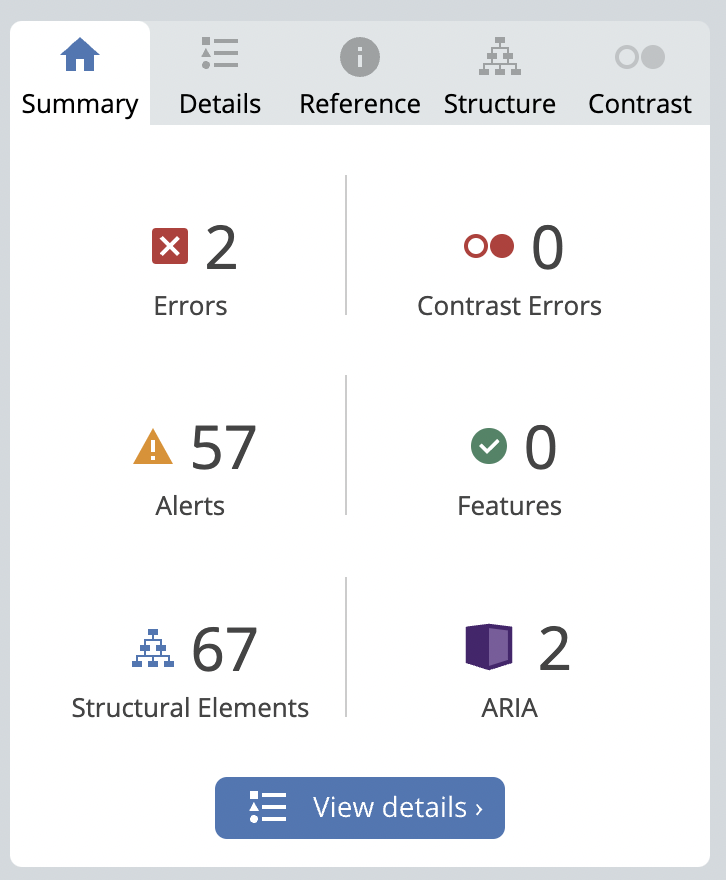 Summary Details Reference Structure Contrast
2 0
Errors Contrast Errors
57 0
Alerts Features
67 2
Structural Elements ARIA
View details ›